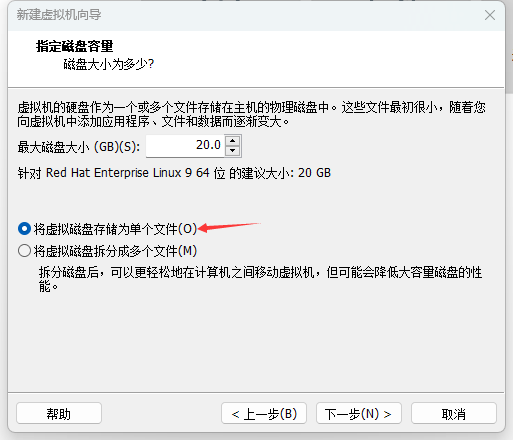 新建虚拟机向导
指定磁盘容量
磁盘大小为多少?
虚拟机的硬盘作为一个或多个文件存储在主机的物理磁盘中。这些文件最初很小，随着您
向虚拟机中添加应用程序、文件和数据而逐渐变大。
最大磁盘大小 (GB)(S): 20.0
针对 Red Hat Enterprise Linux 9 64 位 的建议大小: 20 GB
将虚拟磁盘存储为单个文件(O)
将虚拟磁盘拆分成多个文件(M)
拆分磁盘后，可以更轻松地在计算机之间移动虚拟机，但可能会降低大容量磁盘的性
能。
帮助 < 上一步(B) 下一步(N) > 取消